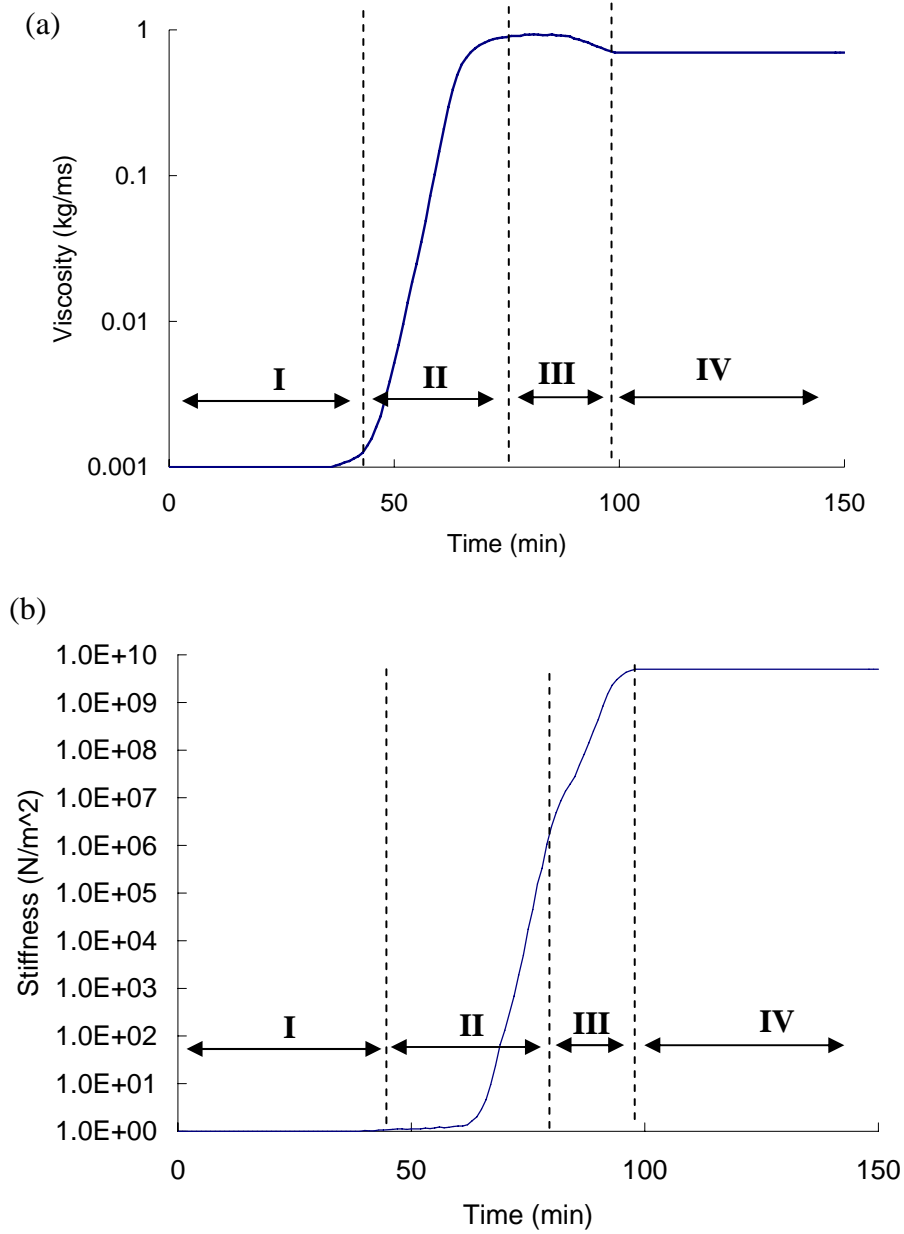 (a)
Viscosity (kg/ms)
1
0.1
0.01
0.001
I
II
III
IV
0
50
100
150
Time (min)
(b)
Stiffness (N/m^2)
1.0E+10
1.0E+09
1.0E+08
1.0E+07
1.0E+06
1.0E+05
1.0E+04
1.0E+03
1.0E+02
1.0E+01
1.0E+00
I
II
III
IV
0
50
100
150
Time (min)